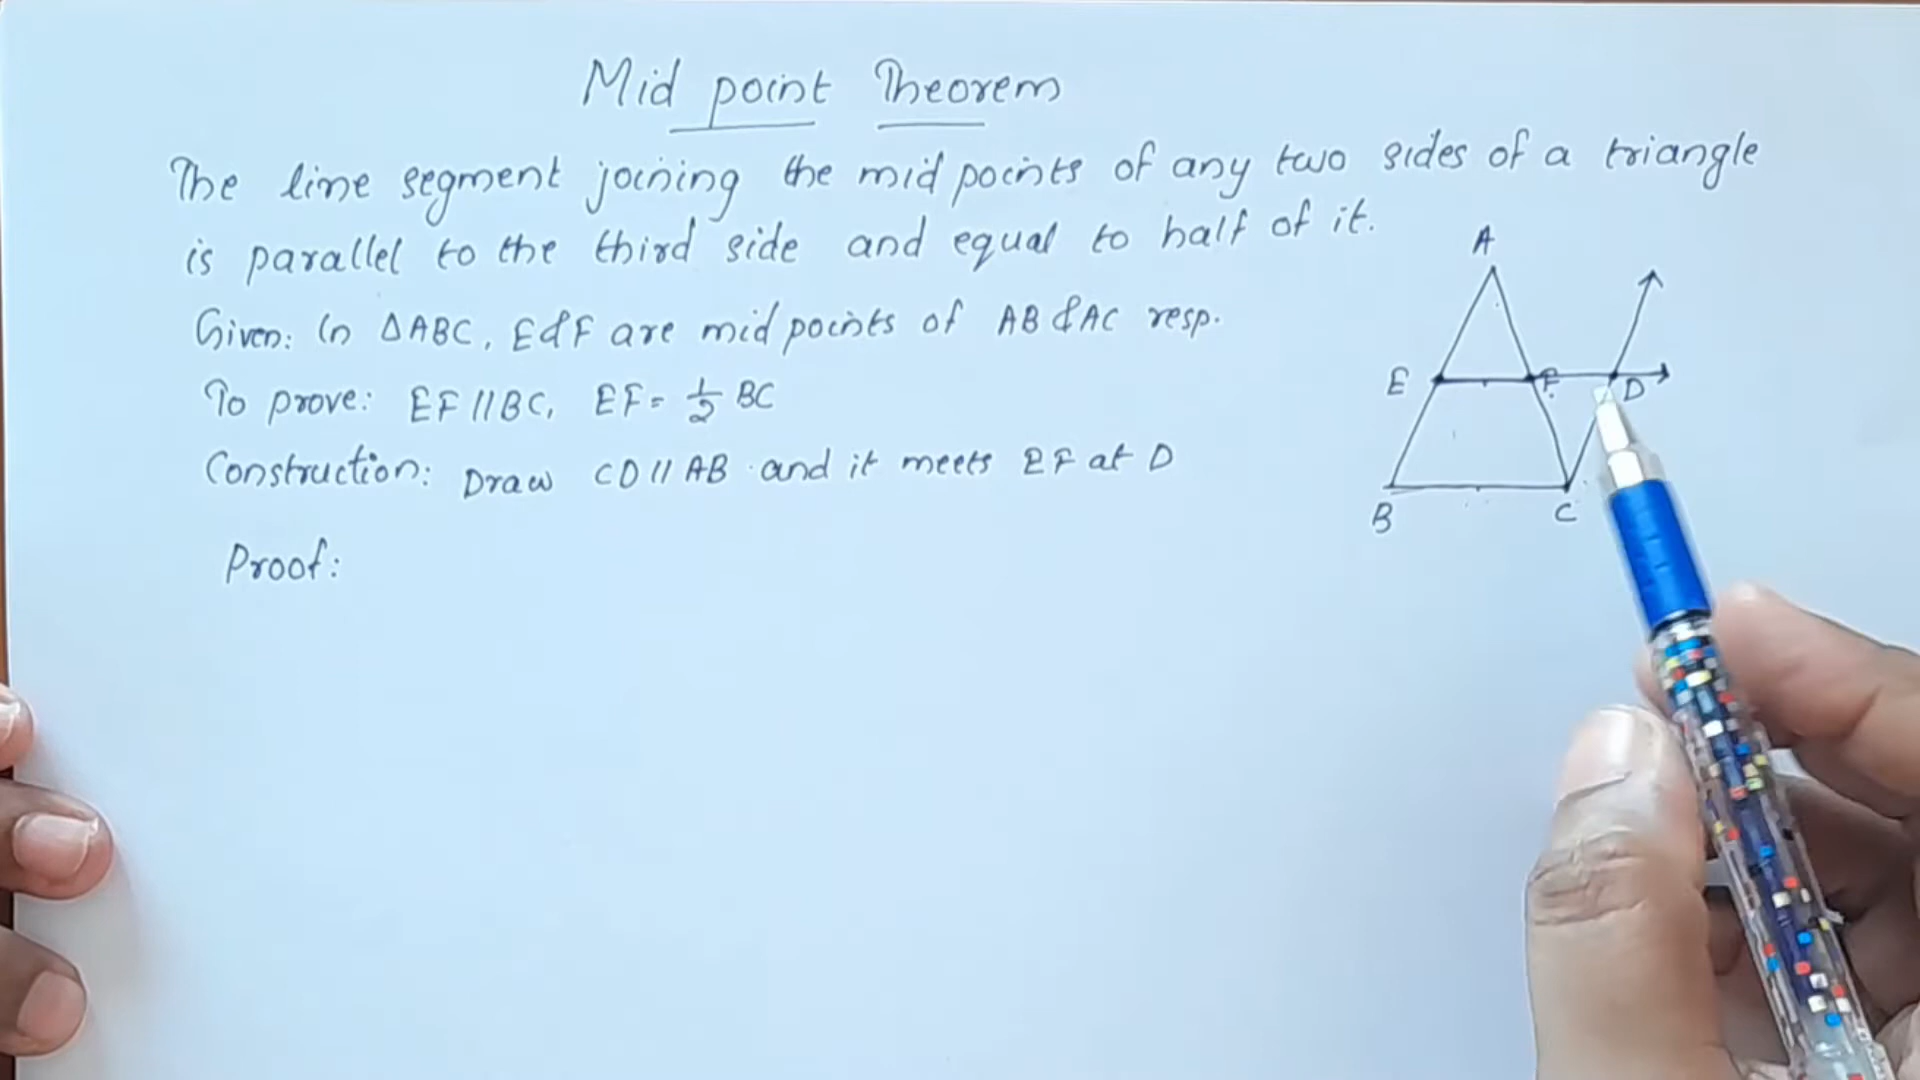 Mid point Theorem
The line segment joining the mid points of any two sides of a triangle
is parallel to the third side and equal to half of it.
Given: In ΔABC, E&F are mid points of AB & AC resp.
To prove: EF//BC, EF = 1/2 BC
Construction: Draw CD // AB and it meets EF at D
Proof:
A
E F D
B C